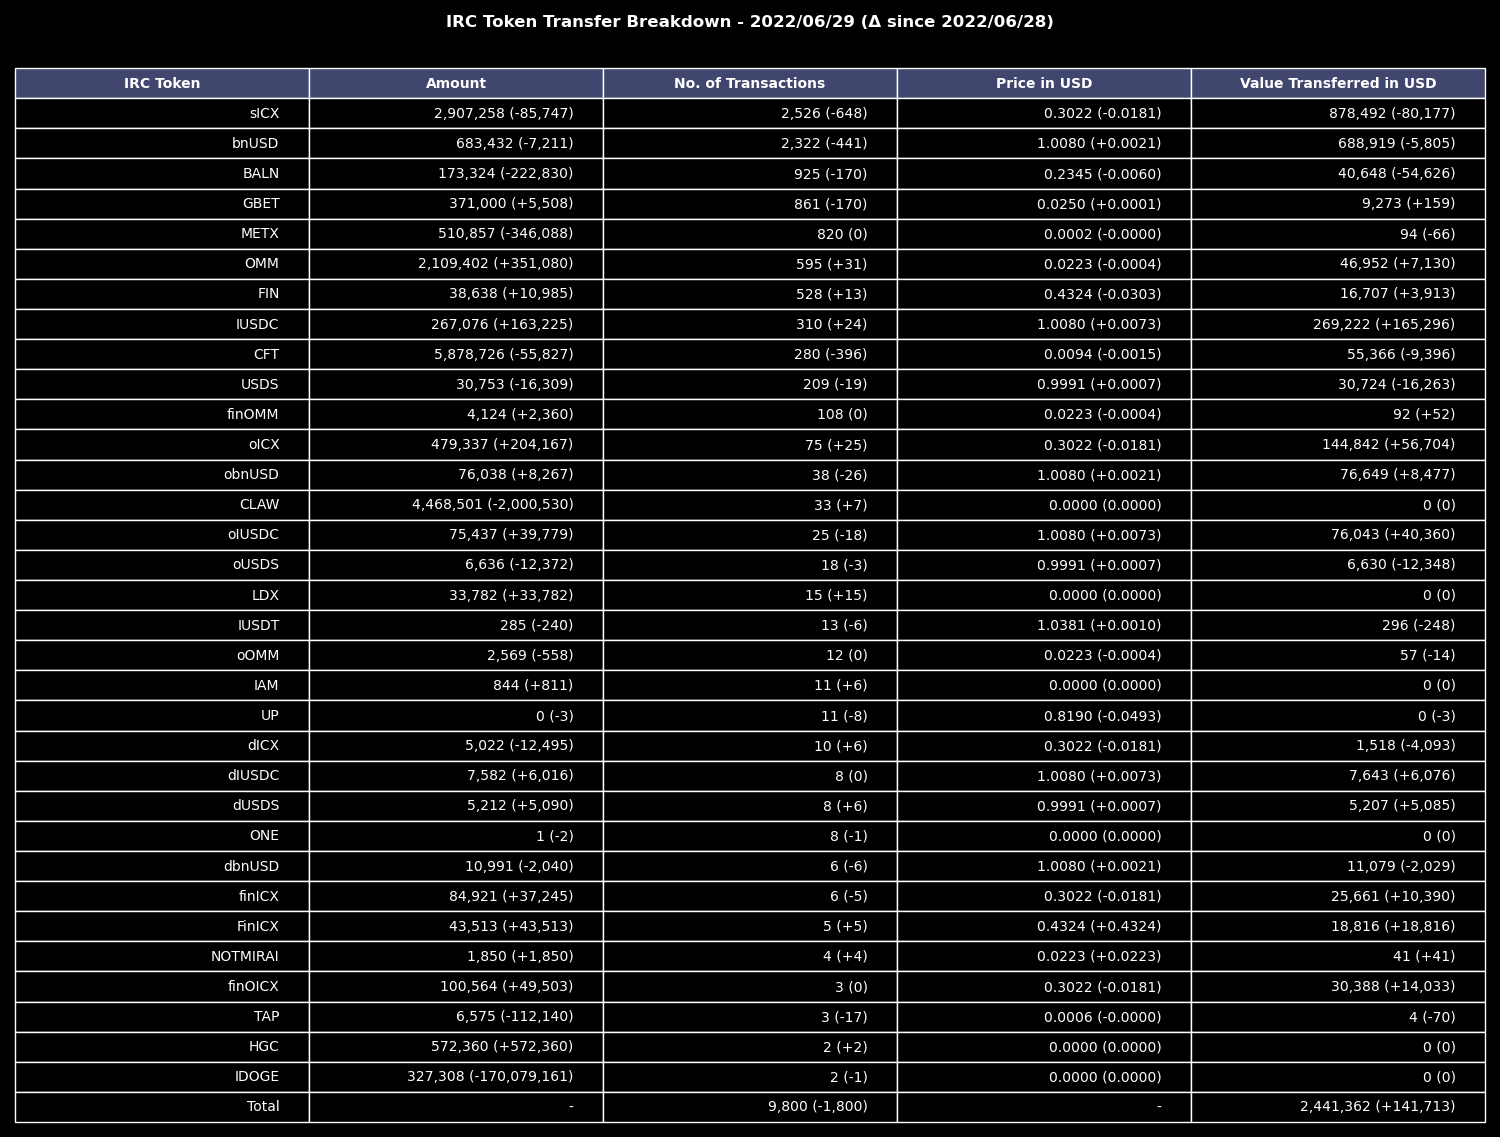 IRC Token Transfer Breakdown - 2022/06/29 (Δ since 2022/06/28)
IRC Token Amount No. of Transactions Price in USD Value Transferred in USD
sICX 2,907,258 (-85,747) 2,526 (-648) 0.3022 (-0.0181) 878,492 (-80,177)
bnUSD 683,432 (-7,211) 2,322 (-441) 1.0080 (+0.0021) 688,919 (-5,805)
BALN 173,324 (-222,830) 925 (-170) 0.2345 (-0.0060) 40,648 (-54,626)
GBET 371,000 (+5,508) 861 (-170) 0.0250 (+0.0001) 9,273 (+159)
METX 510,857 (-346,088) 820 (0) 0.0002 (-0.0000) 94 (-66)
OMM 2,109,402 (+351,080) 595 (+31) 0.0223 (-0.0004) 46,952 (+7,130)
FIN 38,638 (+10,985) 528 (+13) 0.4324 (-0.0303) 16,707 (+3,913)
IUSDC 267,076 (+163,225) 310 (+24) 1.0080 (+0.0073) 269,222 (+165,296)
CFT 5,878,726 (-55,827) 280 (-396) 0.0094 (-0.0015) 55,366 (-9,396)
USDS 30,753 (-16,309) 209 (-19) 0.9991 (+0.0007) 30,724 (-16,263)
finOMM 4,124 (+2,360) 108 (0) 0.0223 (-0.0004) 92 (+52)
oICX 479,337 (+204,167) 75 (+25) 0.3022 (-0.0181) 144,842 (+56,704)
obnUSD 76,038 (+8,267) 38 (-26) 1.0080 (+0.0021) 76,649 (+8,477)
CLAW 4,468,501 (-2,000,530) 33 (+7) 0.0000 (0.0000) 0 (0)
oIUSDC 75,437 (+39,779) 25 (-18) 1.0080 (+0.0073) 76,043 (+40,360)
oUSDS 6,636 (-12,372) 18 (-3) 0.9991 (+0.0007) 6,630 (-12,348)
LDX 33,782 (+33,782) 15 (+15) 0.0000 (0.0000) 0 (0)
IUSDT 285 (-240) 13 (-6) 1.0381 (+0.0010) 296 (-248)
oOMM 2,569 (-558) 12 (0) 0.0223 (-0.0004) 57 (-14)
IAM 844 (+811) 11 (+6) 0.0000 (0.0000) 0 (0)
UP 0 (-3) 11 (-8) 0.8190 (-0.0493) 0 (-3)
dICX 5,022 (-12,495) 10 (+6) 0.3022 (-0.0181) 1,518 (-4,093)
dIUSDC 7,582 (+6,016) 8 (0) 1.0080 (+0.0073) 7,643 (+6,076)
dUSDS 5,212 (+5,090) 8 (+6) 0.9991 (+0.0007) 5,207 (+5,085)
ONE 1 (-2) 8 (-1) 0.0000 (0.0000) 0 (0)
dbnUSD 10,991 (-2,040) 6 (-6) 1.0080 (+0.0021) 11,079 (-2,029)
finICX 84,921 (+37,245) 6 (-5) 0.3022 (-0.0181) 25,661 (+10,390)
FinICX 43,513 (+43,513) 5 (+5) 0.4324 (+0.4324) 18,816 (+18,816)
NOTMIRAI 1,850 (+1,850) 4 (+4) 0.0223 (+0.0223) 41 (+41)
finOICX 100,564 (+49,503) 3 (0) 0.3022 (-0.0181) 30,388 (+14,033)
TAP 6,575 (-112,140) 3 (-17) 0.0006 (-0.0000) 4 (-70)
HGC 572,360 (+572,360) 2 (+2) 0.0000 (0.0000) 0 (0)
IDOGE 327,308 (-170,079,161) 2 (-1) 0.0000 (0.0000) 0 (0)
Total - 9,800 (-1,800) - 2,441,362 (+141,713)